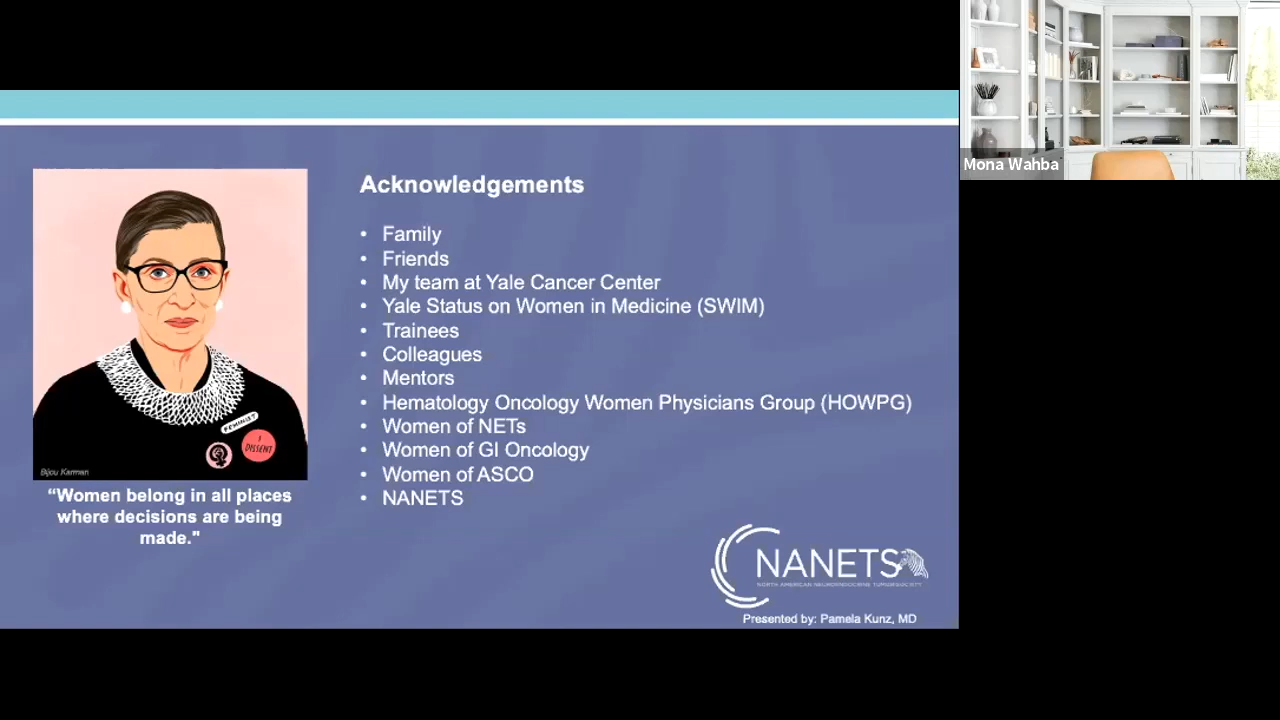 Mona Wahba
Acknowledgements
• Family
• Friends
• My team at Yale Cancer Center
• Yale Status on Women in Medicine (SWIM)
• Trainees
• Colleagues
• Mentors
• Hematology Oncology Women Physicians Group (HOWPG)
• Women of NETs
• Women of GI Oncology
• Women of ASCO
• NANETS
FEMINIST
I
DISSENT
Bijou Karman
“Women belong in all places
where decisions are being
made."
NANETS
NORTH AMERICAN NEUROENDOCRINE TUMOR SOCIETY
Presented by: Pamela Kunz, MD